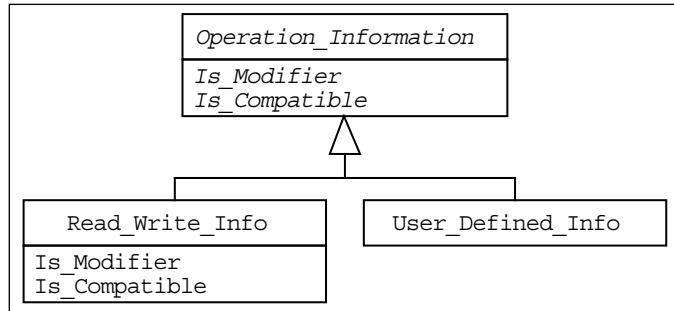 Operation_Information
Is_Modifier
Is_Compatible
Read_Write_Info
Is_Modifier
Is_Compatible
User_Defined_Info